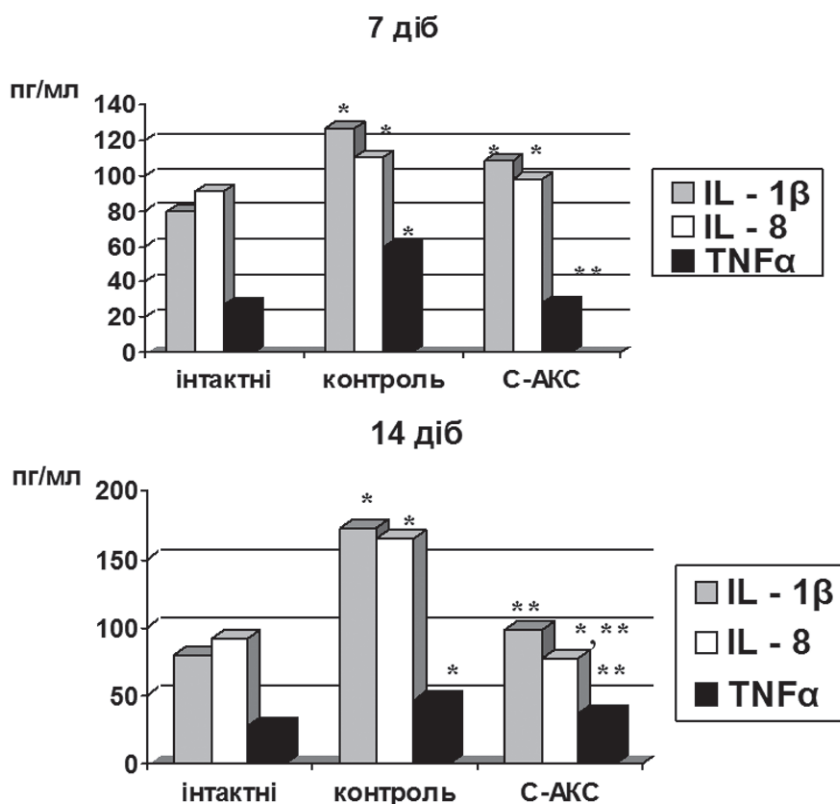 7 діб
пг/мл
140
120
100
80
60
40
20
0
* * * * * **
інтактні контроль С-АКС
IL - 1β
IL - 8
TNFα
14 діб
пг/мл
200
150
100
50
0
* * * ** *,** **
інтактні контроль С-АКС
IL - 1β
IL - 8
TNFα